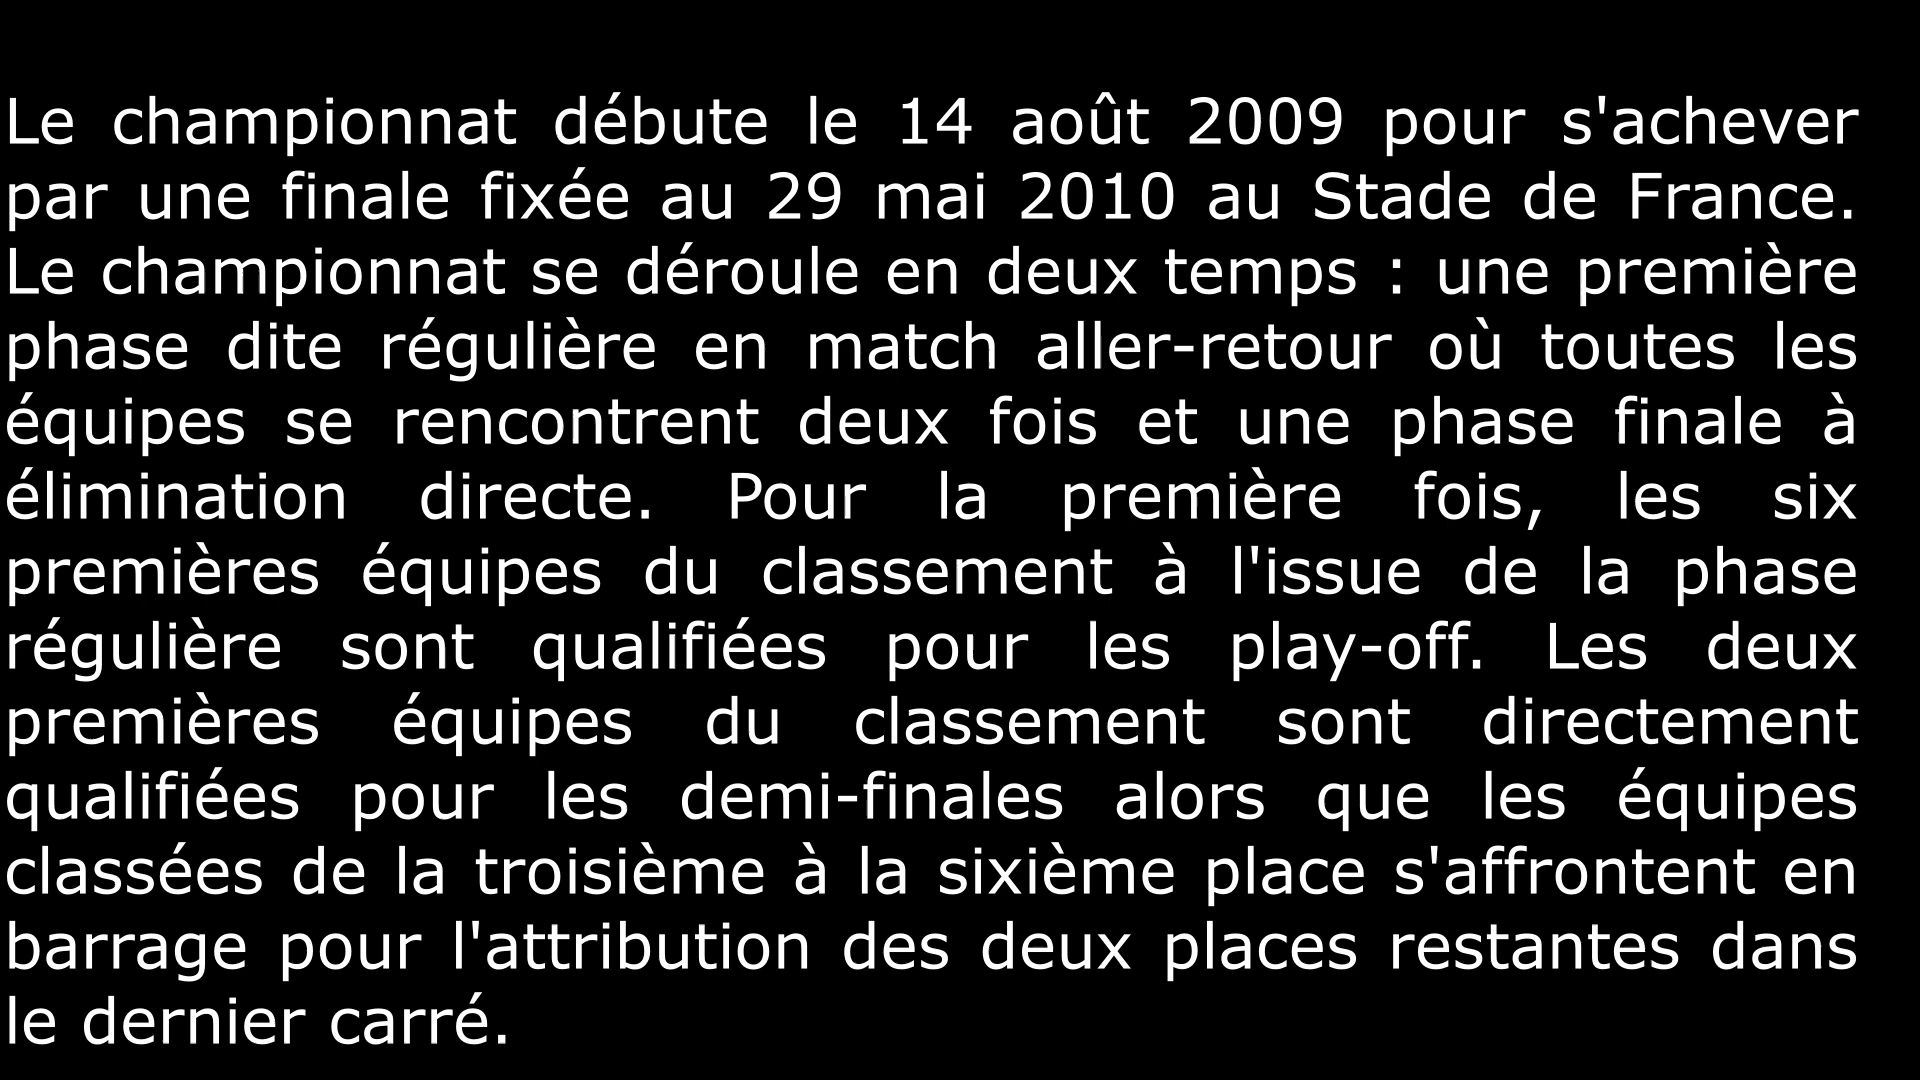 Le championnat débute le 14 août 2009 pour s'achever
par une finale fixée au 29 mai 2010 au Stade de France.
Le championnat se déroule en deux temps : une première
phase dite régulière en match aller-retour où toutes les
équipes se rencontrent deux fois et une phase finale à
élimination directe. Pour la première fois, les six
premières équipes du classement à l'issue de la phase
régulière sont qualifiées pour les play-off. Les deux
premières équipes du classement sont directement
qualifiées pour les demi-finales alors que les équipes
classées de la troisième à la sixième place s'affrontent en
barrage pour l'attribution des deux places restantes dans
le dernier carré.